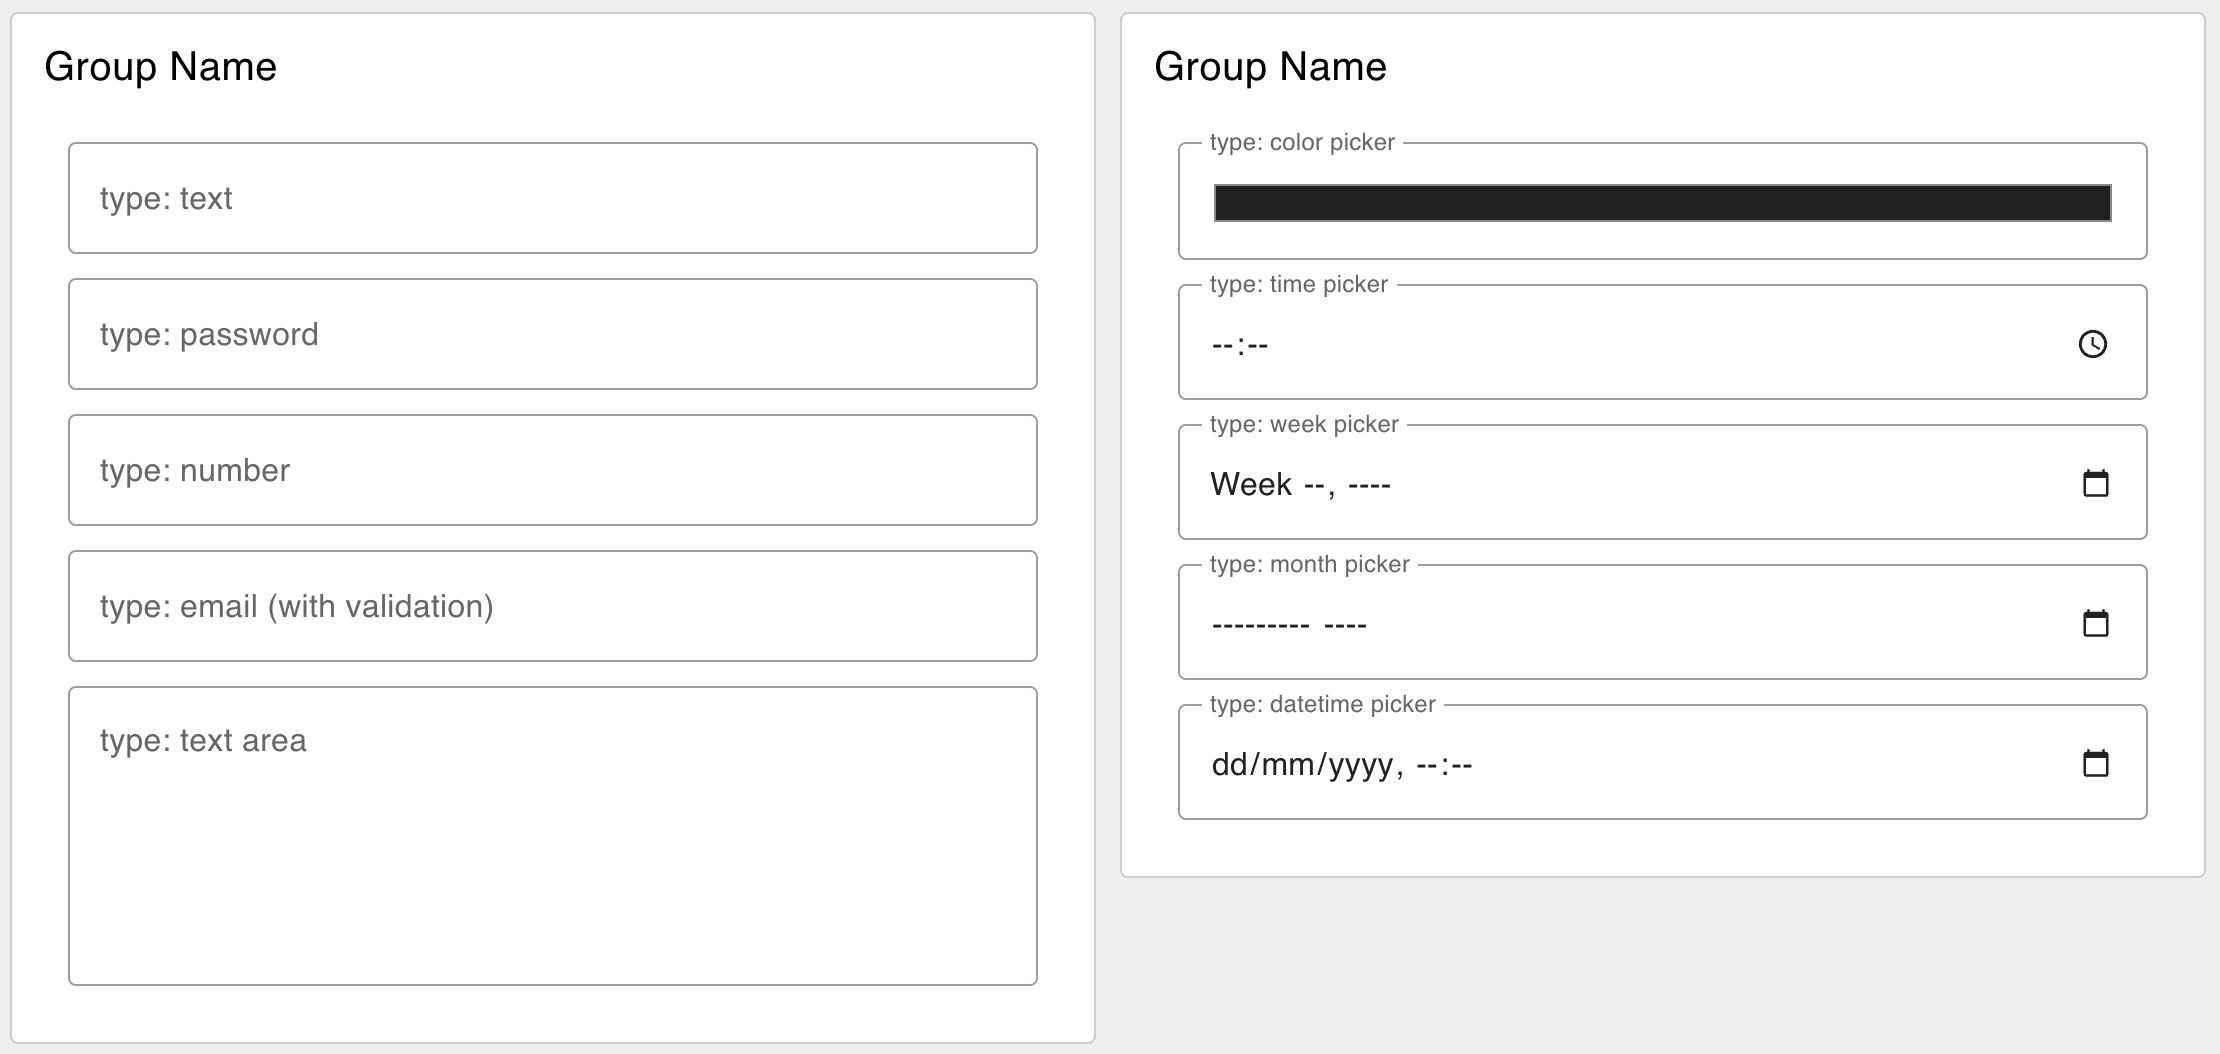 Group Name
type: text
type: password
type: number
type: email (with validation)
type: text area
Group Name
type: color picker
type: time picker
--:--
type: week picker
Week --, ----
type: month picker
--------- ----
type: datetime picker
dd/mm/yyyy, --:--